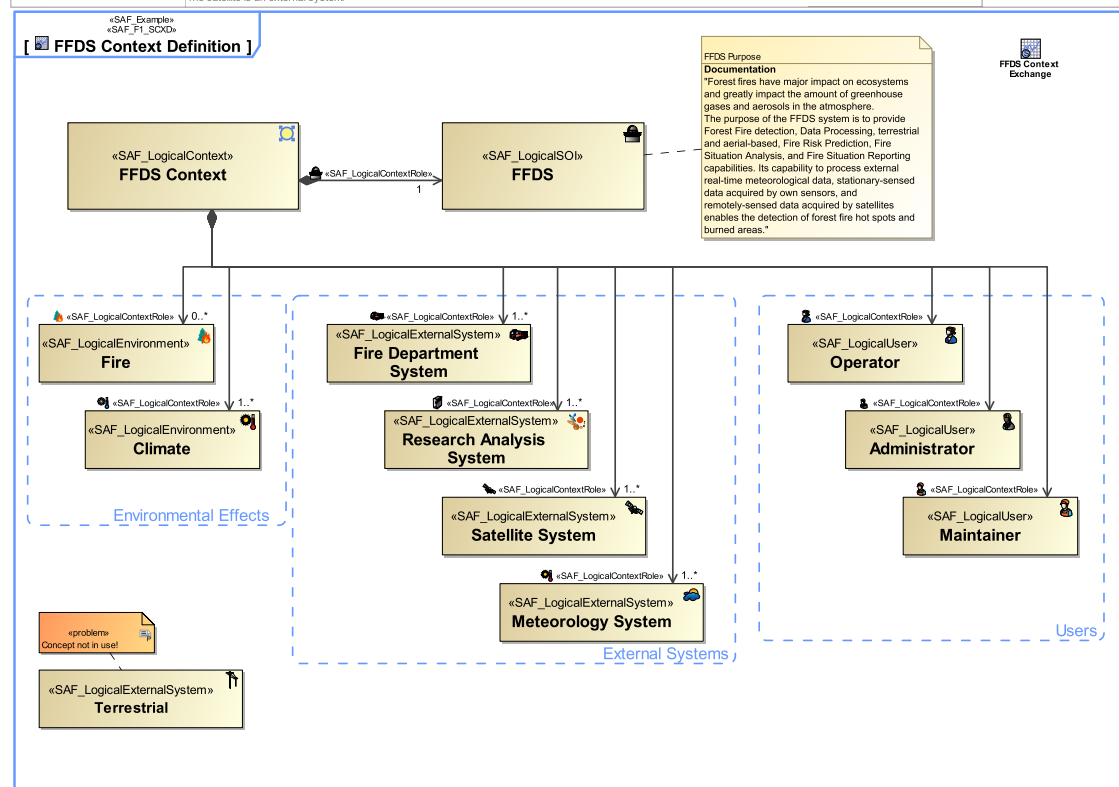 The satellite is an external system.
«SAF_Example»
«SAF_F1_SCXD»
[ FFDS Context Definition ]
FFDS Purpose
Documentation
"Forest fires have major impact on ecosystems
and greatly impact the amount of greenhouse
gases and aerosols in the atmosphere.
The purpose of the FFDS system is to provide
Forest Fire detection, Data Processing, terrestrial
and aerial-based, Fire Risk Prediction, Fire
Situation Analysis, and Fire Situation Reporting
capabilities. Its capability to process external
real-time meteorological data, stationary-sensed
data acquired by own sensors, and
remotely-sensed data acquired by satellites
enables the detection of forest fire hot spots and
burned areas."
FFDS Context
Exchange
«SAF_LogicalContext»
FFDS Context
«SAF_LogicalContextRole»
1
«SAF_LogicalSOI»
FFDS
«SAF_LogicalContextRole»
0..*
«SAF_LogicalEnvironment»
Fire
«SAF_LogicalContextRole»
1..*
«SAF_LogicalEnvironment»
Climate
Environmental Effects
«SAF_LogicalContextRole»
1..*
«SAF_LogicalExternalSystem»
Fire Department
System
«SAF_LogicalContextRole»
1..*
«SAF_LogicalExternalSystem»
Research Analysis
System
«SAF_LogicalContextRole»
1..*
«SAF_LogicalExternalSystem»
Satellite System
«SAF_LogicalContextRole»
1..*
«SAF_LogicalExternalSystem»
Meteorology System
External Systems
«SAF_LogicalContextRole»
«SAF_LogicalUser»
Operator
«SAF_LogicalContextRole»
«SAF_LogicalUser»
Administrator
«SAF_LogicalContextRole»
«SAF_LogicalUser»
Maintainer
Users
«problem»
Concept not in use!
«SAF_LogicalExternalSystem»
Terrestrial